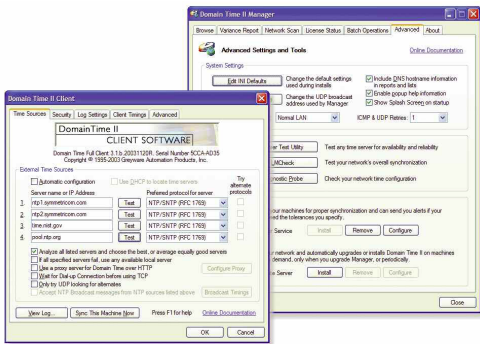 Domain Time II Manager
Browse Variance Report Network Scan License Status Batch Operations Advanced About
Advanced Settings and Tools Online Documentation
System Settings
Edit INI Defaults Change the default settings used during installs
Include DNS hostname information in reports and lists
Change the UDP broadcast address used by Manager
Enable popup help information
Show Splash Screen on startup
Normal LAN ICMP & UDP Retries: 1
er Test Utility Test any time server for availability and reliability
LMCheck Test your network's overall synchronization
gnostic Probe Check your network time configuration
our machines for proper synchronization and can send you alerts if your
ed the tolerances you specify.
r Service Install Remove Configure
r network and automatically upgrades or installs Domain Time II on machines
demand, only when you upgrade Manager, or periodically.
e Server Install Remove Configure
Close
Domain Time II Client
Time Sources Security Log Settings Client Timings Advanced
DomainTime II
CLIENT SOFTWARE
Domain Time Full Client 3.1.b.20031120R. Serial Number 5CCA-AD35
Copyright © 1995-2003 Greyware Automation Products, Inc.
External Time Sources
Automatic configuration Use DHCP to locate time servers
Try alternate protocols
Server name or IP Address Preferred protocol for server
1. ntp1.symmetricom.com Test NTP/SNTP (RFC 1769)
2. ntp2.symmetricom.com Test NTP/SNTP (RFC 1769)
3. time.nist.gov Test NTP/SNTP (RFC 1769)
4. pool.ntp.org Test NTP/SNTP (RFC 1769)
Analyze all listed servers and choose the best, or average equally good servers
If all specified servers fail, use any available local server
Use a proxy server for Domain Time over HTTP Configure Proxy
Wait for Dial-up Connection before using TCP
Only by UDP looking for alternates
Accept NTP Broadcast messages from NTP sources listed above Broadcast Timings
View Log... Sync This Machine Now Press F1 for help Online Documentation
OK Cancel